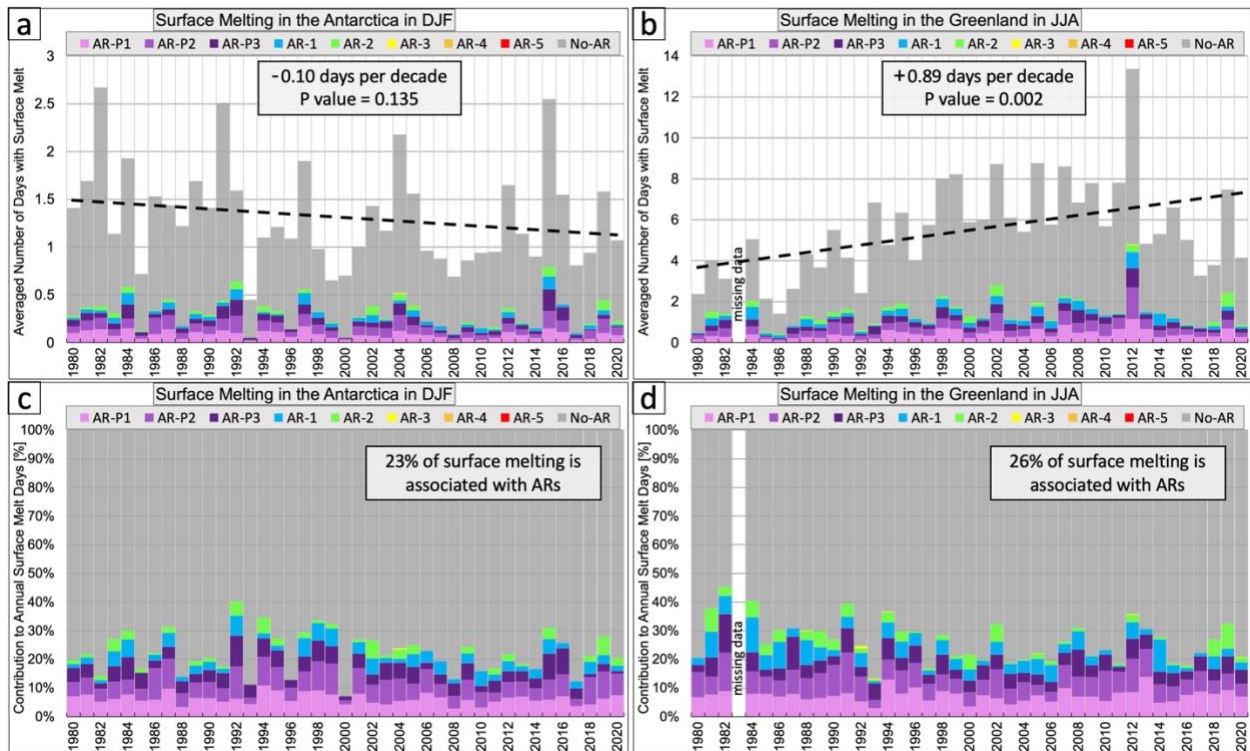 a
Surface Melting in the Antarctica in DJF
AR-P1 AR-P2 AR-P3 AR-1 AR-2 AR-3 AR-4 AR-5 No-AR
Averaged Number of Days with Surface Melt
3
2.5
2
1.5
1
0.5
0
-0.10 days per decade
P value = 0.135
1980 1982 1984 1986 1988 1990 1992 1994 1996 1998 2000 2002 2004 2006 2008 2010 2012 2014 2016 2018 2020
b
Surface Melting in the Greenland in JJA
AR-P1 AR-P2 AR-P3 AR-1 AR-2 AR-3 AR-4 AR-5 No-AR
Averaged Number of Days with Surface Melt
14
12
10
8
6
4
2
0
+0.89 days per decade
P value = 0.002
missing data
1980 1982 1984 1986 1988 1990 1992 1994 1996 1998 2000 2002 2004 2006 2008 2010 2012 2014 2016 2018 2020
c
Surface Melting in the Antarctica in DJF
AR-P1 AR-P2 AR-P3 AR-1 AR-2 AR-3 AR-4 AR-5 No-AR
Contribution to Annual Surface Melt Days [%]
100%
90%
80%
70%
60%
50%
40%
30%
20%
10%
0%
23% of surface melting is
associated with ARs
1980 1982 1984 1986 1988 1990 1992 1994 1996 1998 2000 2002 2004 2006 2008 2010 2012 2014 2016 2018 2020
d
Surface Melting in the Greenland in JJA
AR-P1 AR-P2 AR-P3 AR-1 AR-2 AR-3 AR-4 AR-5 No-AR
Contribution to Annual Surface Melt Days [%]
100%
90%
80%
70%
60%
50%
40%
30%
20%
10%
0%
26% of surface melting is
associated with ARs
missing data
1980 1982 1984 1986 1988 1990 1992 1994 1996 1998 2000 2002 2004 2006 2008 2010 2012 2014 2016 2018 2020